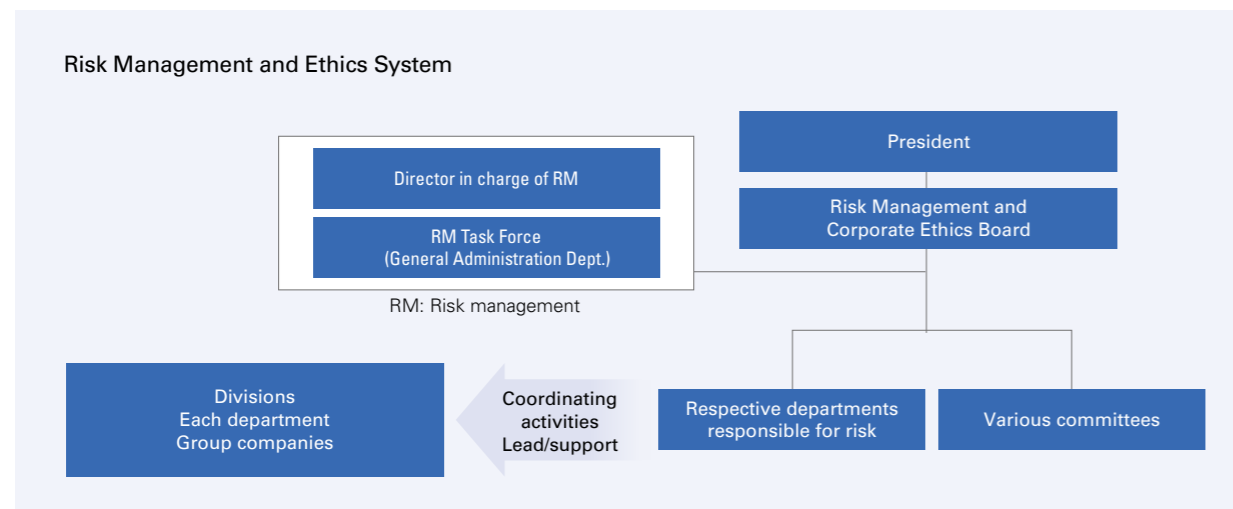 Risk Management and Ethics System
President
Director in charge of RM
Risk Management and
Corporate Ethics Board
RM Task Force
(General Administration Dept.)
RM: Risk management
Divisions
Each department
Group companies
Coordinating
activities
Lead/support
Respective departments
responsible for risk
Various committees